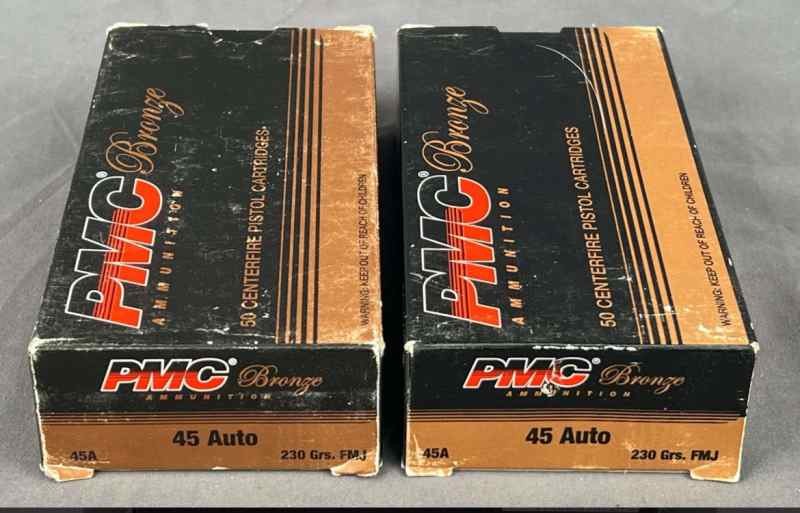 PMC® Bronze
AMMUNITION
50 CENTERFIRE PISTOL CARTRIDGES
WARNING: KEEP OUT OF REACH OF CHILDREN
PMC® Bronze
AMMUNITION
45 Auto
45A
230 Grs. FMJ
PMC® Bronze
AMMUNITION
50 CENTERFIRE PISTOL CARTRIDGES
WARNING: KEEP OUT OF REACH OF CHILDREN
PMC® Bronze
AMMUNITION
45 Auto
45A
230 Grs. FMJ